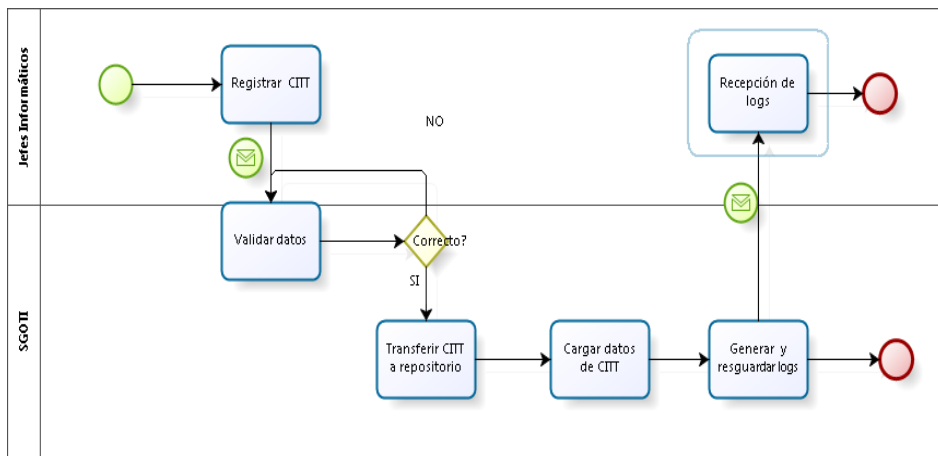 Jefes Informáticos
Registrar CITT
NO
Recepción de
logs
SGOTI
Validar datos
Correcto?
SI
Transferir CITT
a repositorio
Cargar datos
de CITT
Generar y
resguardar logs